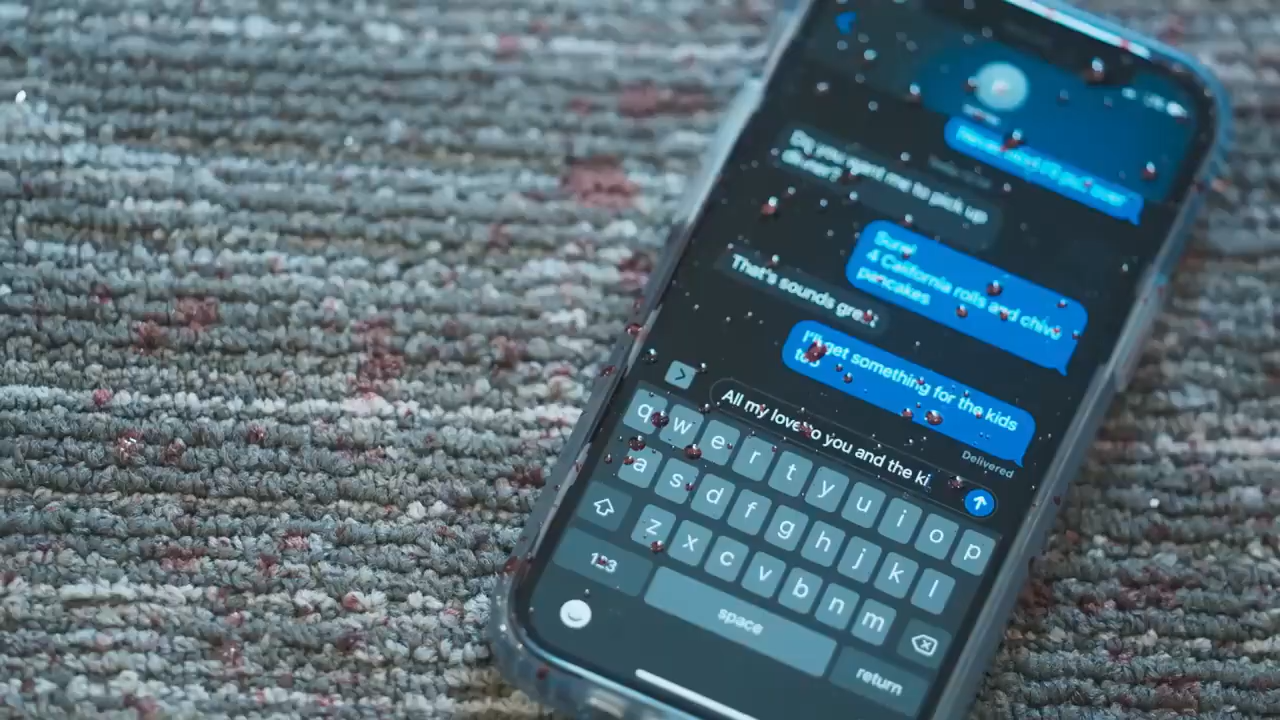 Do you want me to pick up
dinner?
Sure!
4 California rolls and chive
pancakes
That's sounds great
I'll get something for the kids
too
Delivered
All my love to you and the ki
q w e r t y u i o p
a s d f g h j k l
z x c v b n m
123
space
return